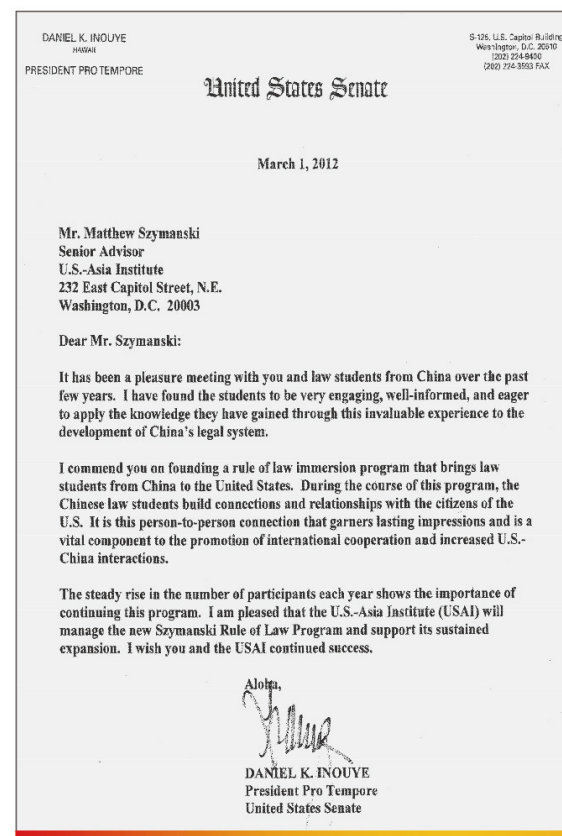 DANIEL K. INOUYE
HAWAII
PRESIDENT PRO TEMPORE
S-126, U.S. Capitol Building
Washington, D.C. 20510
(202) 224-9400
(202) 224-3593 FAX
United States Senate
March 1, 2012
Mr. Matthew Szymanski
Senior Advisor
U.S.-Asia Institute
232 East Capitol Street, N.E.
Washington, D.C. 20003
Dear Mr. Szymanski:
It has been a pleasure meeting with you and law students from China over the past
few years. I have found the students to be very engaging, well-informed, and eager
to apply the knowledge they have gained through this invaluable experience to the
development of China's legal system.
I commend you on founding a rule of law immersion program that brings law
students from China to the United States. During the course of this program, the
Chinese law students build connections and relationships with the citizens of the
U.S. It is this person-to-person connection that garners lasting impressions and is a
vital component to the promotion of international cooperation and increased U.S.-
China interactions.
The steady rise in the number of participants each year shows the importance of
continuing this program. I am pleased that the U.S.-Asia Institute (USAI) will
manage the new Szymanski Rule of Law Program and support its sustained
expansion. I wish you and the USAI continued success.
Aloha,
DANIEL K. INOUYE
President Pro Tempore
United States Senate